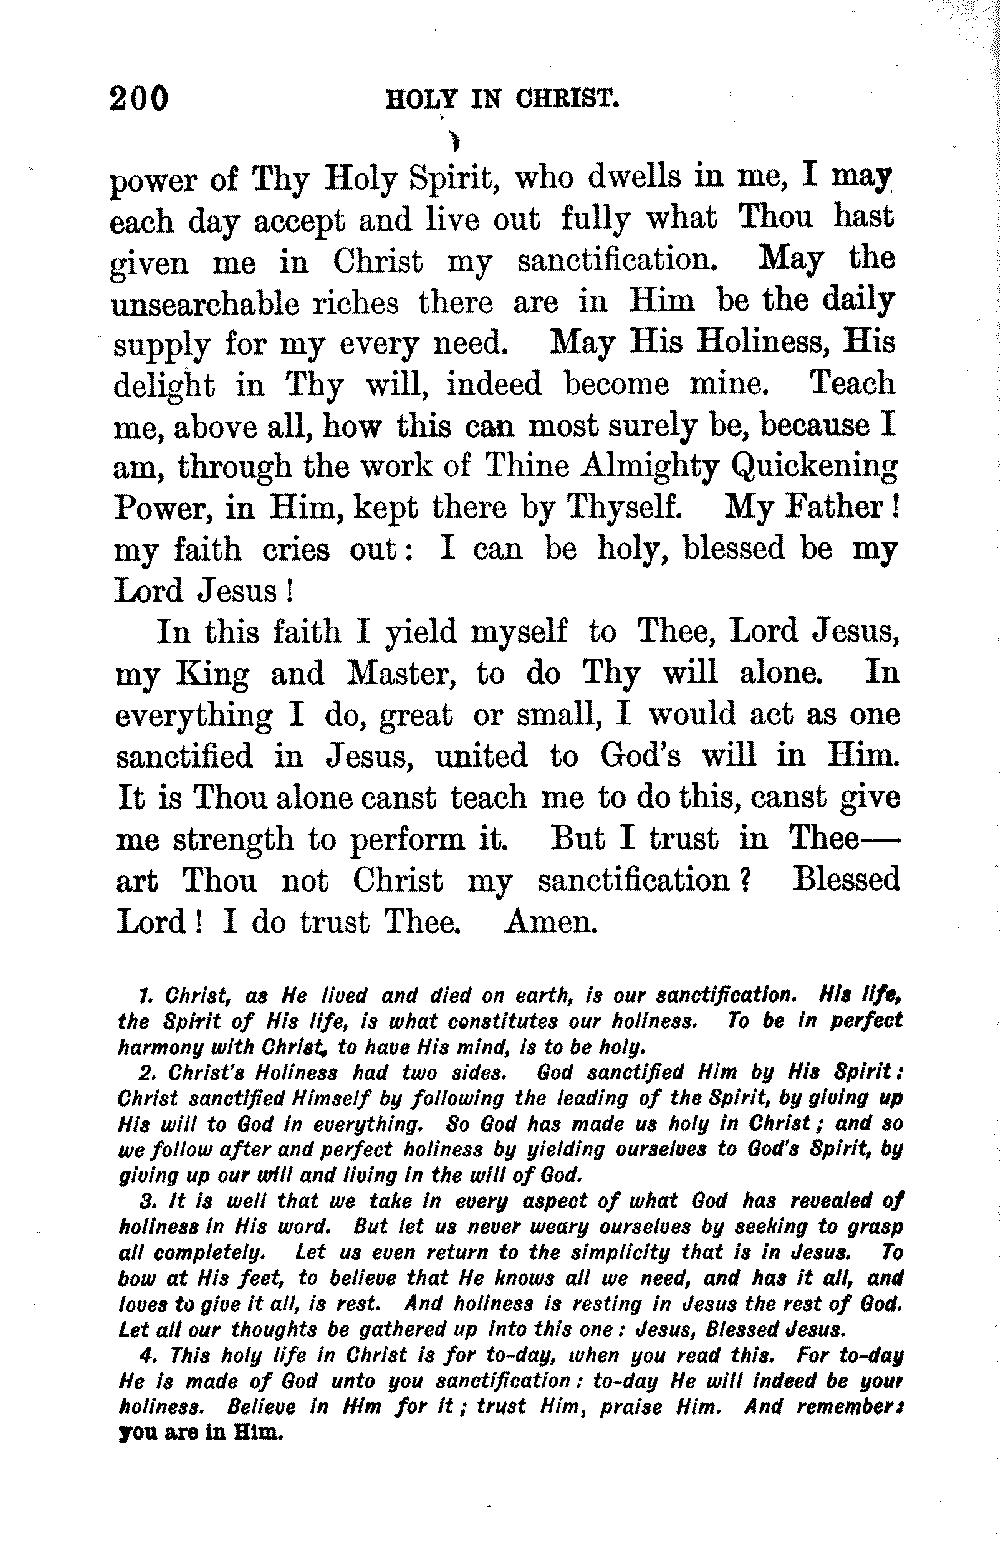 200 HOLY IN CHRIST.
power of Thy Holy Spirit, who dwells in me, I may
each day accept and live out fully what Thou hast
given me in Christ my sanctification. May the
unsearchable riches there are in Him be the daily
supply for my every need. May His Holiness, His
delight in Thy will, indeed become mine. Teach
me, above all, how this can most surely be, because I
am, through the work of Thine Almighty Quickening
Power, in Him, kept there by Thyself. My Father!
my faith cries out: I can be holy, blessed be my
Lord Jesus!
In this faith I yield myself to Thee, Lord Jesus,
my King and Master, to do Thy will alone. In
everything I do, great or small, I would act as one
sanctified in Jesus, united to God's will in Him.
It is Thou alone canst teach me to do this, canst give
me strength to perform it. But I trust in Thee—
art Thou not Christ my sanctification? Blessed
Lord! I do trust Thee. Amen.
1. Christ, as He lived and died on earth, is our sanctification. His life,
the Spirit of His life, is what constitutes our holiness. To be in perfect
harmony with Christ, to have His mind, is to be holy.
2. Christ's Holiness had two sides. God sanctified Him by His Spirit:
Christ sanctified Himself by following the leading of the Spirit, by giving up
His will to God in everything. So God has made us holy in Christ; and so
we follow after and perfect holiness by yielding ourselves to God's Spirit, by
giving up our will and living in the will of God.
3. It is well that we take in every aspect of what God has revealed of
holiness in His word. But let us never weary ourselves by seeking to grasp
all completely. Let us even return to the simplicity that is in Jesus. To
bow at His feet, to believe that He knows all we need, and has it all, and
loves to give it all, is rest. And holiness is resting in Jesus the rest of God.
Let all our thoughts be gathered up into this one: Jesus, Blessed Jesus.
4. This holy life in Christ is for to-day, when you read this. For to-day
He is made of God unto you sanctification: to-day He will indeed be your
holiness. Believe in Him for it; trust Him, praise Him. And remember:
you are in Him.